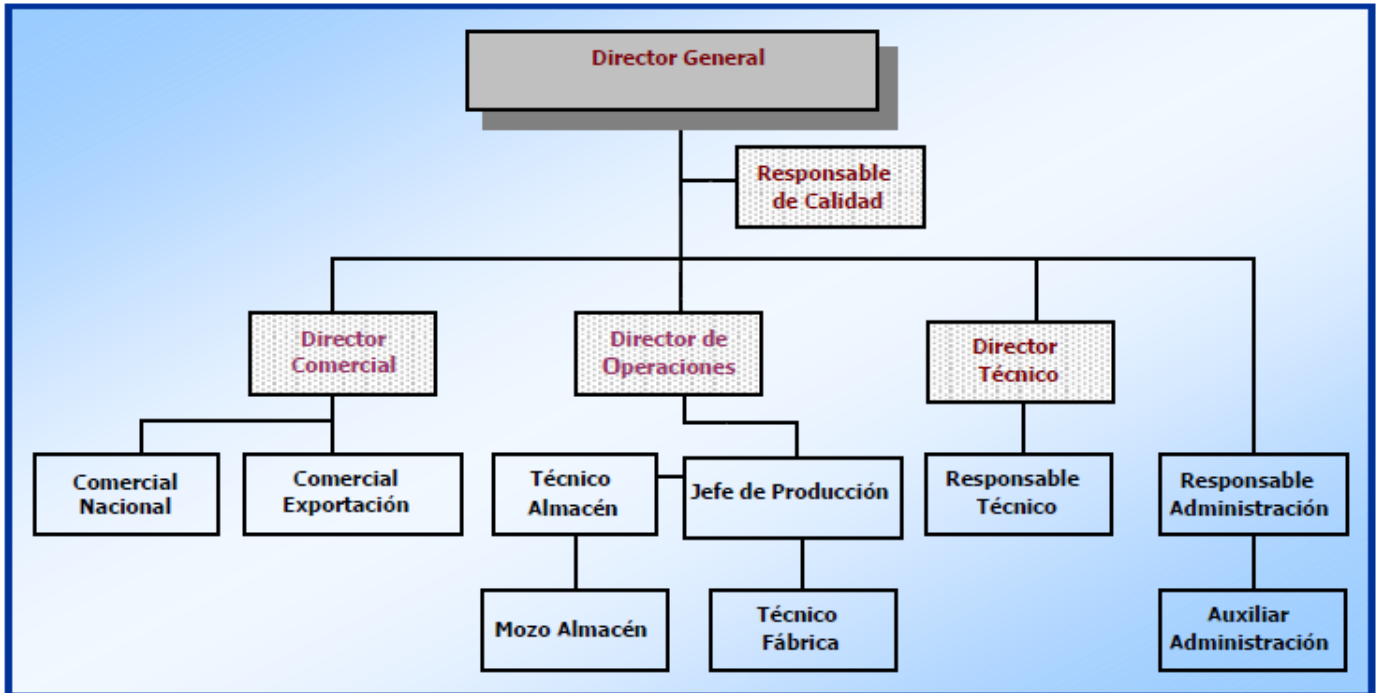 Director General
Responsable
de Calidad
Director
Comercial
Director de
Operaciones
Director
Técnico
Comercial
Nacional
Comercial
Exportación
Técnico
Almacén
Jefe de Producción
Responsable
Técnico
Responsable
Administración
Mozo Almacén
Técnico
Fábrica
Auxiliar
Administración